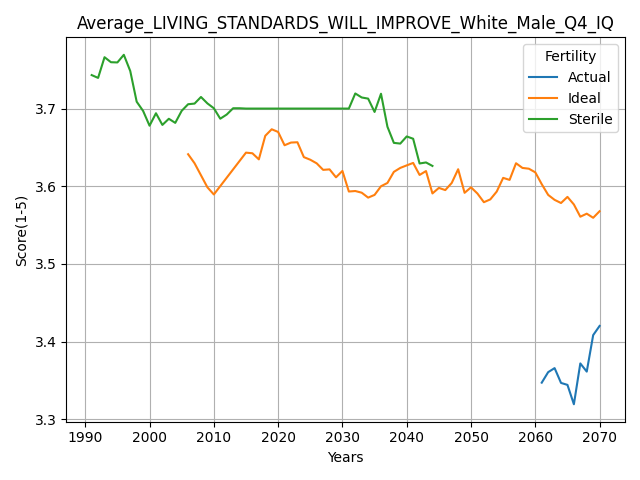 Average_LIVING_STANDARDS_WILL_IMPROVE_White_Male_Q4_IQ
Fertility
Actual
Ideal
Sterile
Score(1-5)
3.7
3.6
3.5
3.4
3.3
1990 2000 2010 2020 2030 2040 2050 2060 2070
Years